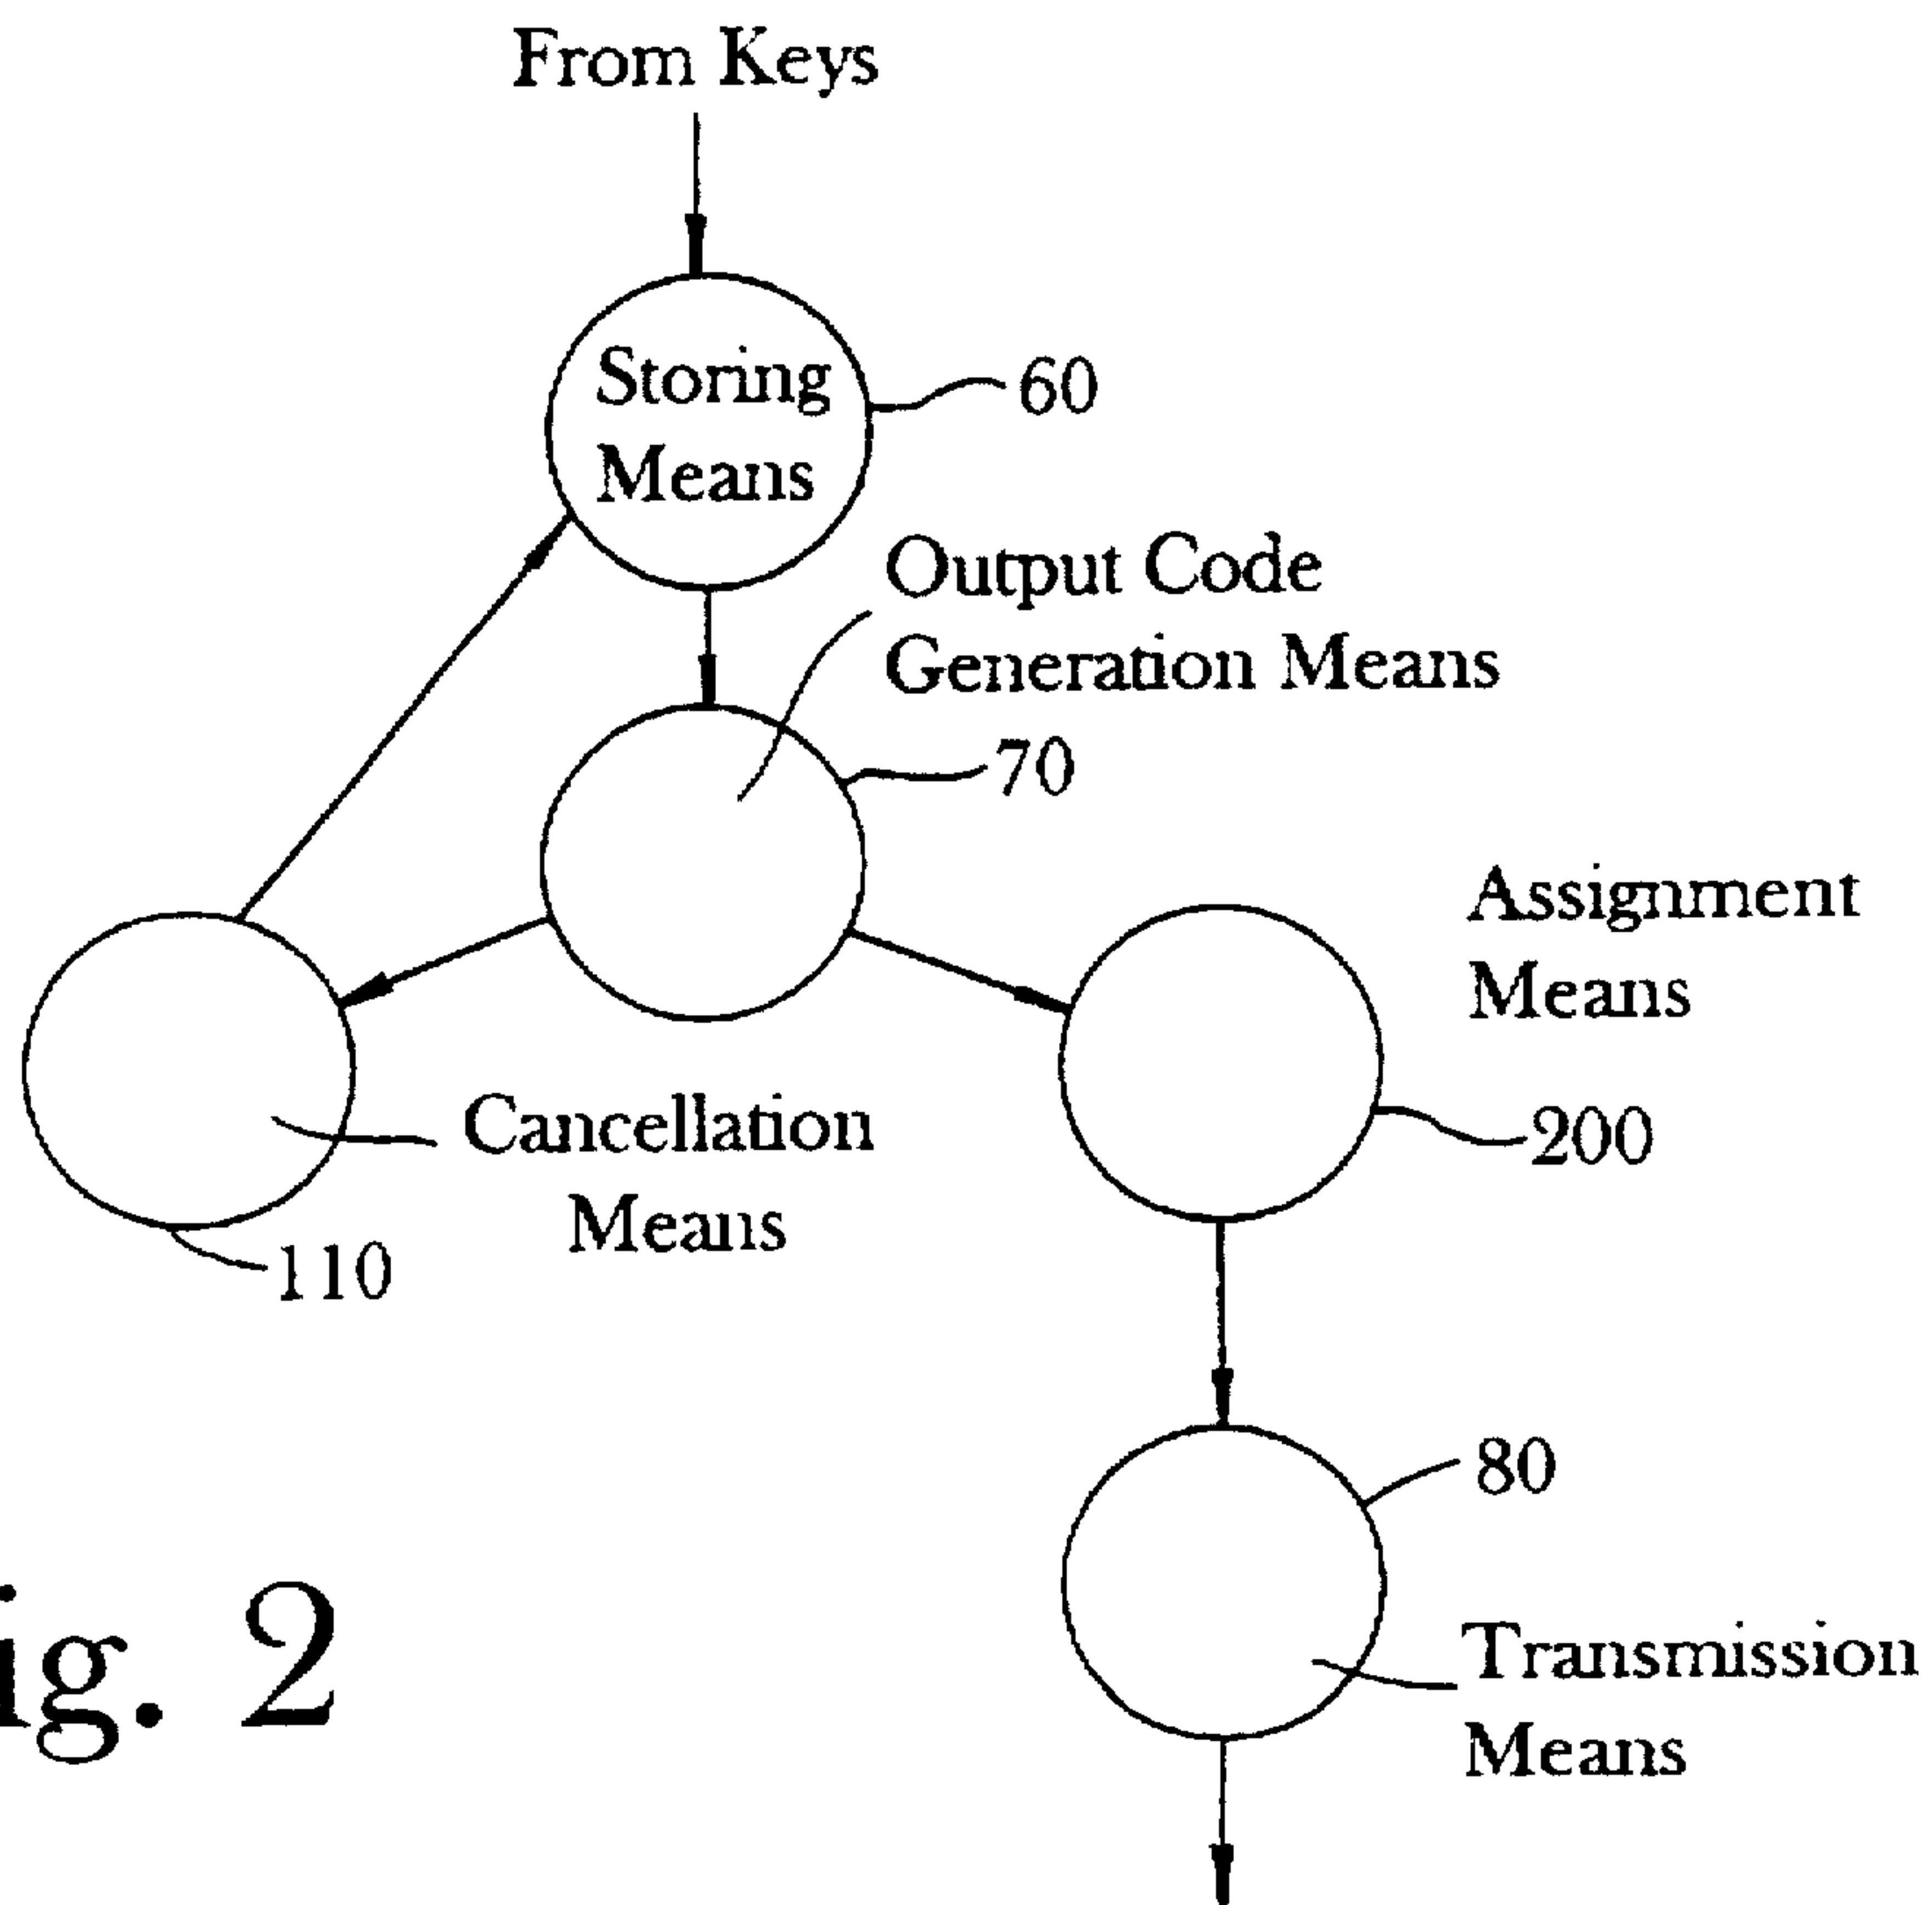 From Keys
Storing
Means
60
Output Code
Generation Means
70
Assignment
Means
200
Cancellation
Means
110
80
Transmission
Means
ig. 2